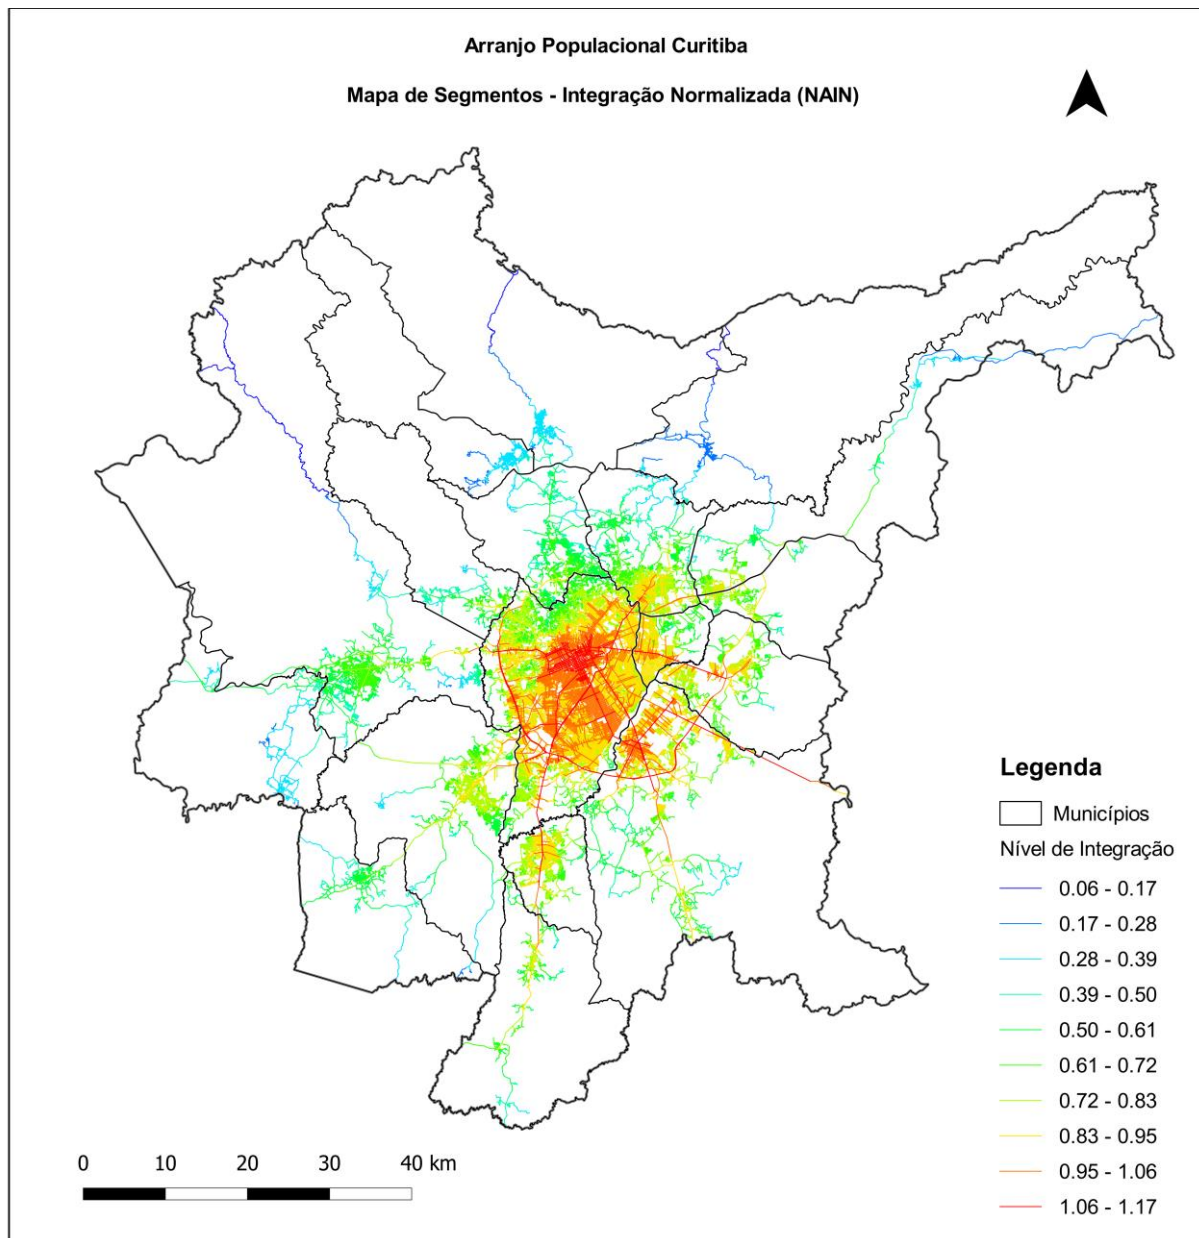 Arranjo Populacional Curitiba
Mapa de Segmentos - Integração Normalizada (NAIN)
Legenda
Municípios
Nível de Integração
0.06 - 0.17
0.17 - 0.28
0.28 - 0.39
0.39 - 0.50
0.50 - 0.61
0.61 - 0.72
0.72 - 0.83
0.83 - 0.95
0.95 - 1.06
1.06 - 1.17
0 10 20 30 40 km